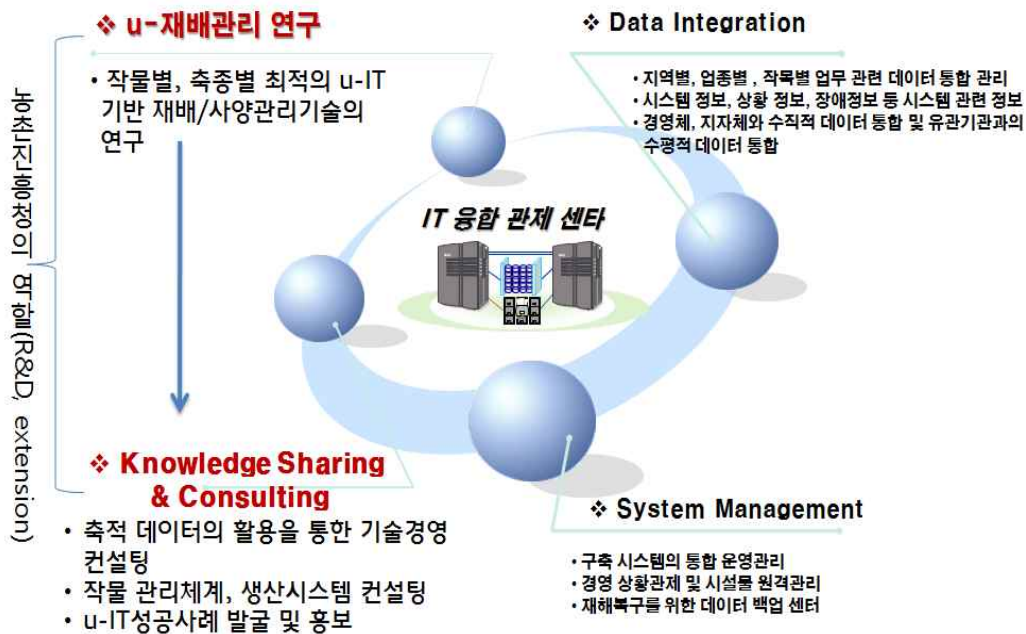 ❖ u-재배관리 연구
• 작물별, 축종별 최적의 u-IT
기반 재배/사양관리기술의
연구
❖ Data Integration
• 지역별, 업종별 , 작목별 업무 관련 데이터 통합 관리
• 시스템 정보, 상황 정보, 장애정보 등 시스템 관련 정보
• 경영체, 지자체와 수직적 데이터 통합 및 유관기관과의
수평적 데이터 통합
농촌진흥청의 역할(R&D, extension)
IT 융합 관제 센타
❖ Knowledge Sharing
& Consulting
• 축적 데이터의 활용을 통한 기술경영
컨설팅
• 작물 관리체계, 생산시스템 컨설팅
• u-IT성공사례 발굴 및 홍보
❖ System Management
• 구축 시스템의 통합 운영관리
• 경영 상황관제 및 시설물 원격관리
• 재해복구를 위한 데이터 백업 센터